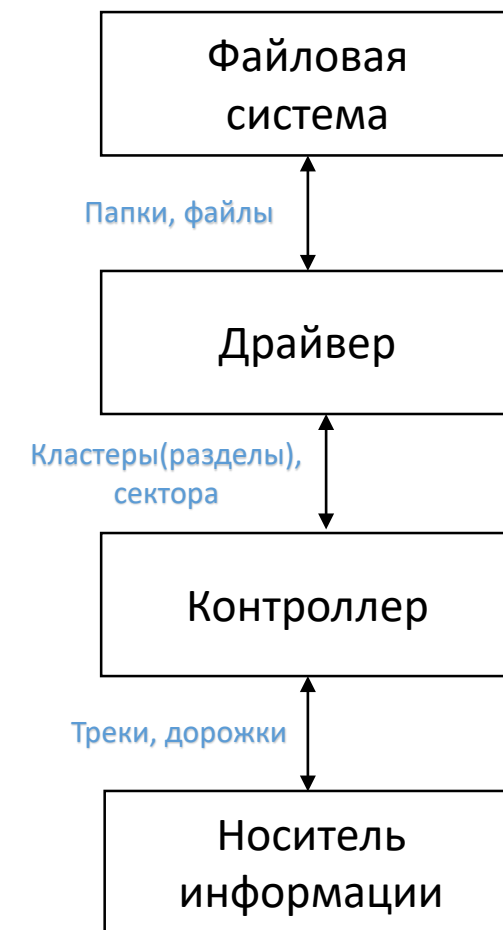 Файловая
система
Папки, файлы
Драйвер
Кластеры(разделы),
сектора
Контроллер
Треки, дорожки
Носитель
информации